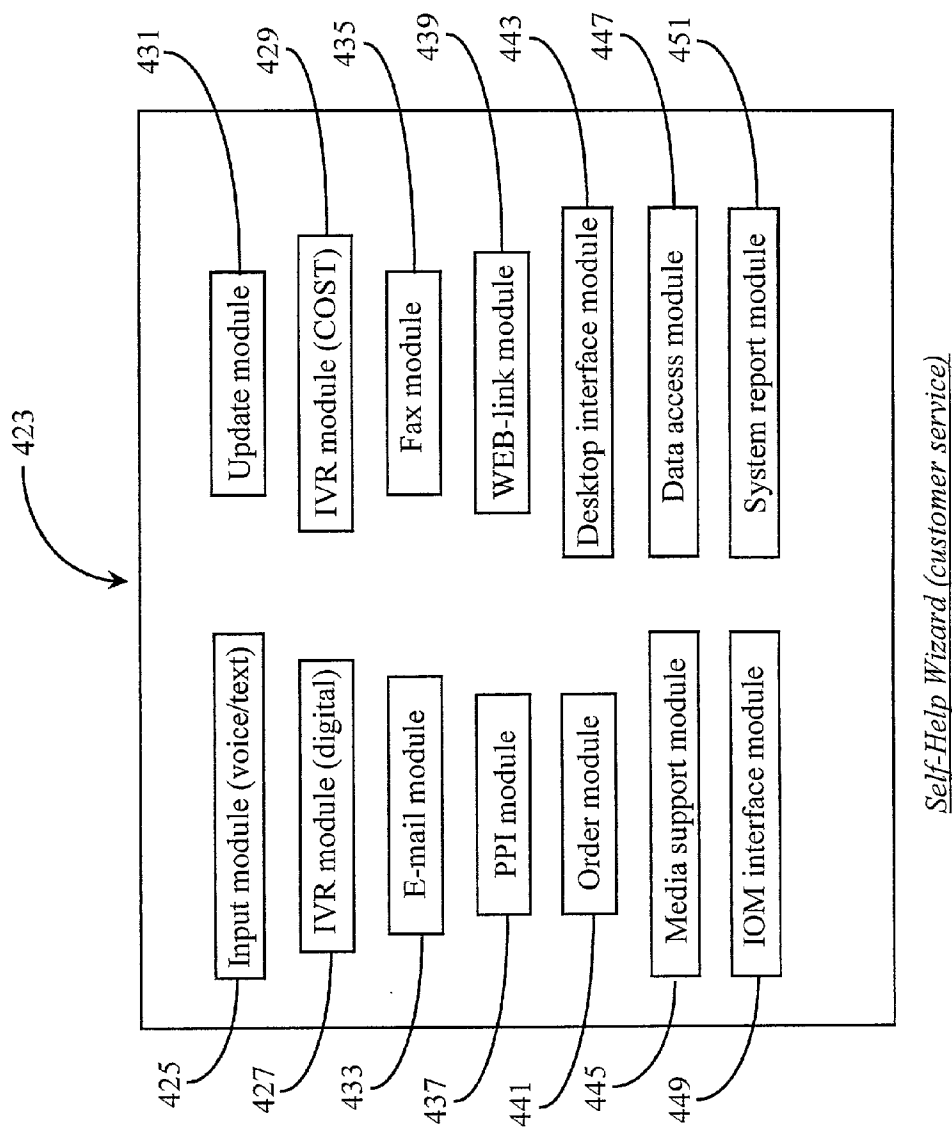 423
425
Input module (voice/text)
Update module
431
427
IVR module (digital)
IVR module (COST)
429
433
E-mail module
Fax module
435
437
PPI module
WEB-link module
439
441
Order module
Desktop interface module
443
445
Media support module
Data access module
447
449
IOM interface module
System report module
451
Self-Help Wizard (customer service)